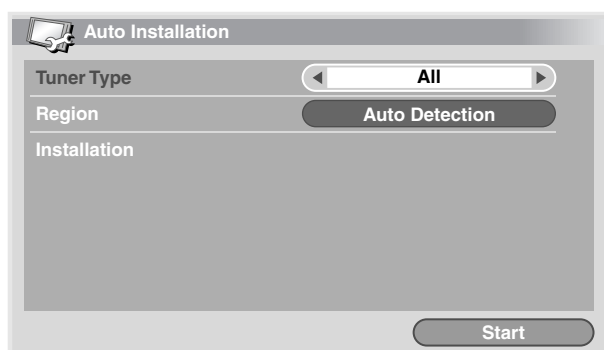 Auto Installation
Tuner Type All
Region Auto Detection
Installation
Start